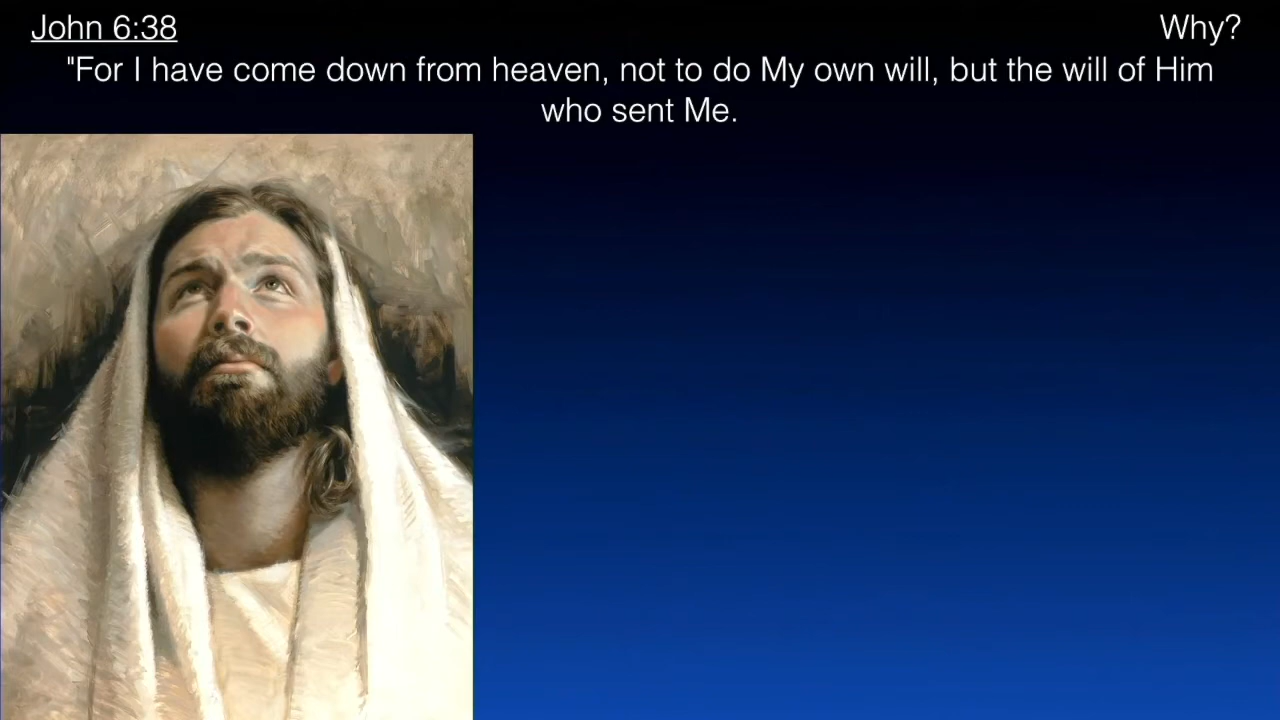 John 6:38 Why?
"For I have come down from heaven, not to do My own will, but the will of Him
who sent Me.